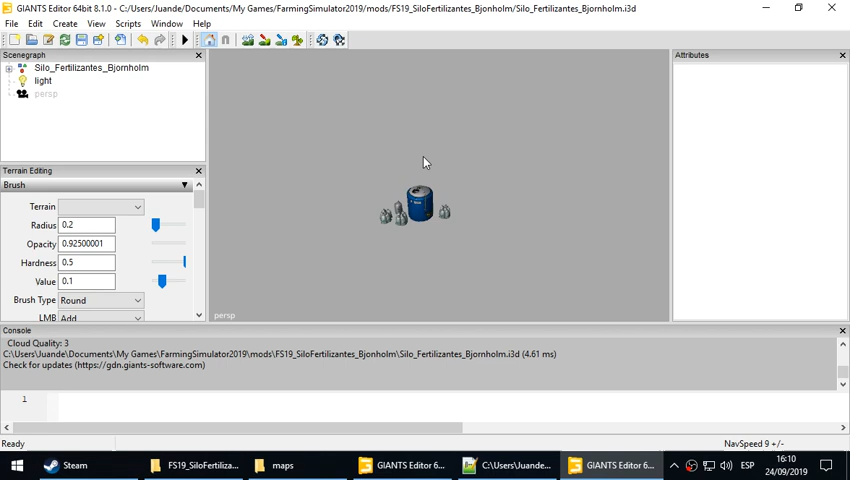 GIANTS Editor 64bit 8.1.0 - C:/Users/Juande/Documents/My Games/FarmingSimulator2019/mods/FS19_SiloFertilizantes_Bjonholm/Silo_Fertilizantes_Bjornholm.i3d
File Edit Create View Scripts Window Help
Scenegraph
Attributes
Silo_Fertilizantes_Bjornholm
light
persp
Terrain Editing
Brush
Terrain
Radius 0.2
Opacity 0.92500001
Hardness 0.5
Value 0.1
Brush Type Round
LMB Add
persp
Console
Cloud Quality: 3
C:\Users\Juande\Documents\My Games\FarmingSimulator2019\mods\FS19_SiloFertilizantes_Bjonholm\Silo_Fertilizantes_Bjornholm.i3d (4.61 ms)
Check for updates (https://gdn.giants-software.com)
1
Ready
NavSpeed 9 +/-
Steam
FS19_SiloFertiliza...
maps
GIANTS Editor 6...
C:\Users\Juande...
GIANTS Editor 6...
ESP
16:10
24/09/2019